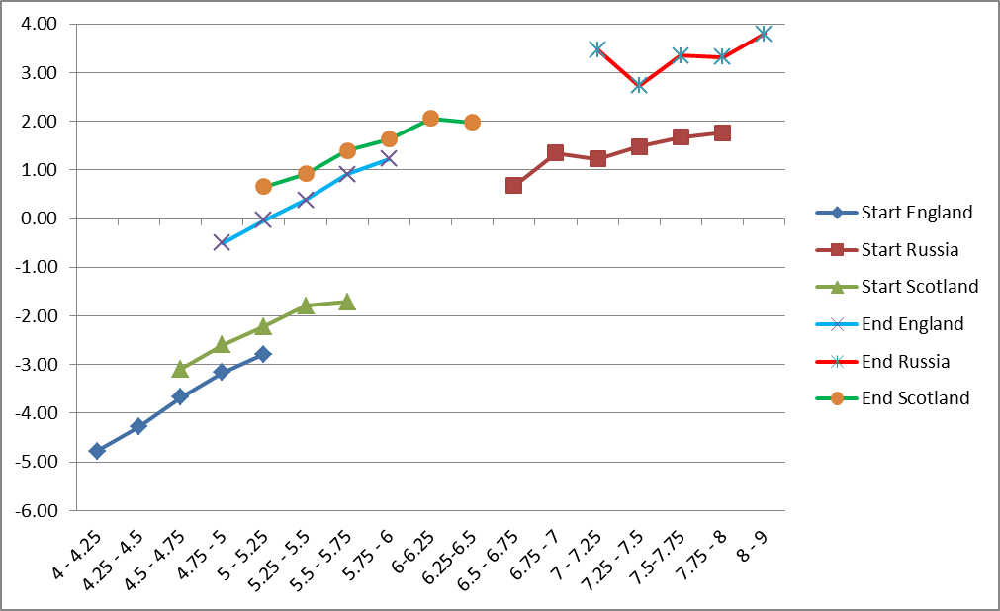 4.00
3.00
2.00
1.00
0.00
-1.00
-2.00
-3.00
-4.00
-5.00
-6.00
4 - 4.25
4.25 - 4.5
4.5 - 4.75
4.75 - 5
5 - 5.25
5.25 - 5.5
5.5 - 5.75
5.75 - 6
6-6.25
6.25-6.5
6.5 - 6.75
6.75 - 7
7 - 7.25
7.25 - 7.5
7.5-7.75
7.75 - 8
8 - 9
Start England
Start Russia
Start Scotland
End England
End Russia
End Scotland